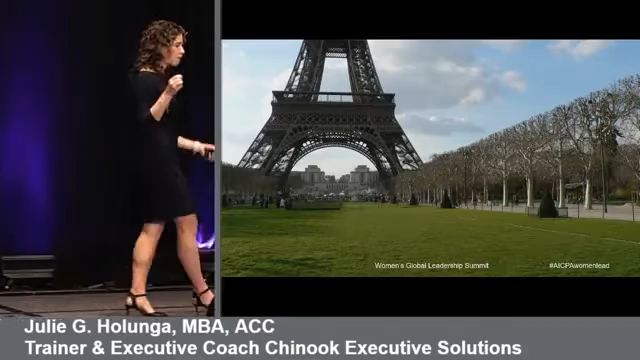 Women's Global Leadership Summit
#AICPAwomenlead
Julie G. Holunga, MBA, ACC
Trainer & Executive Coach Chinook Executive Solutions